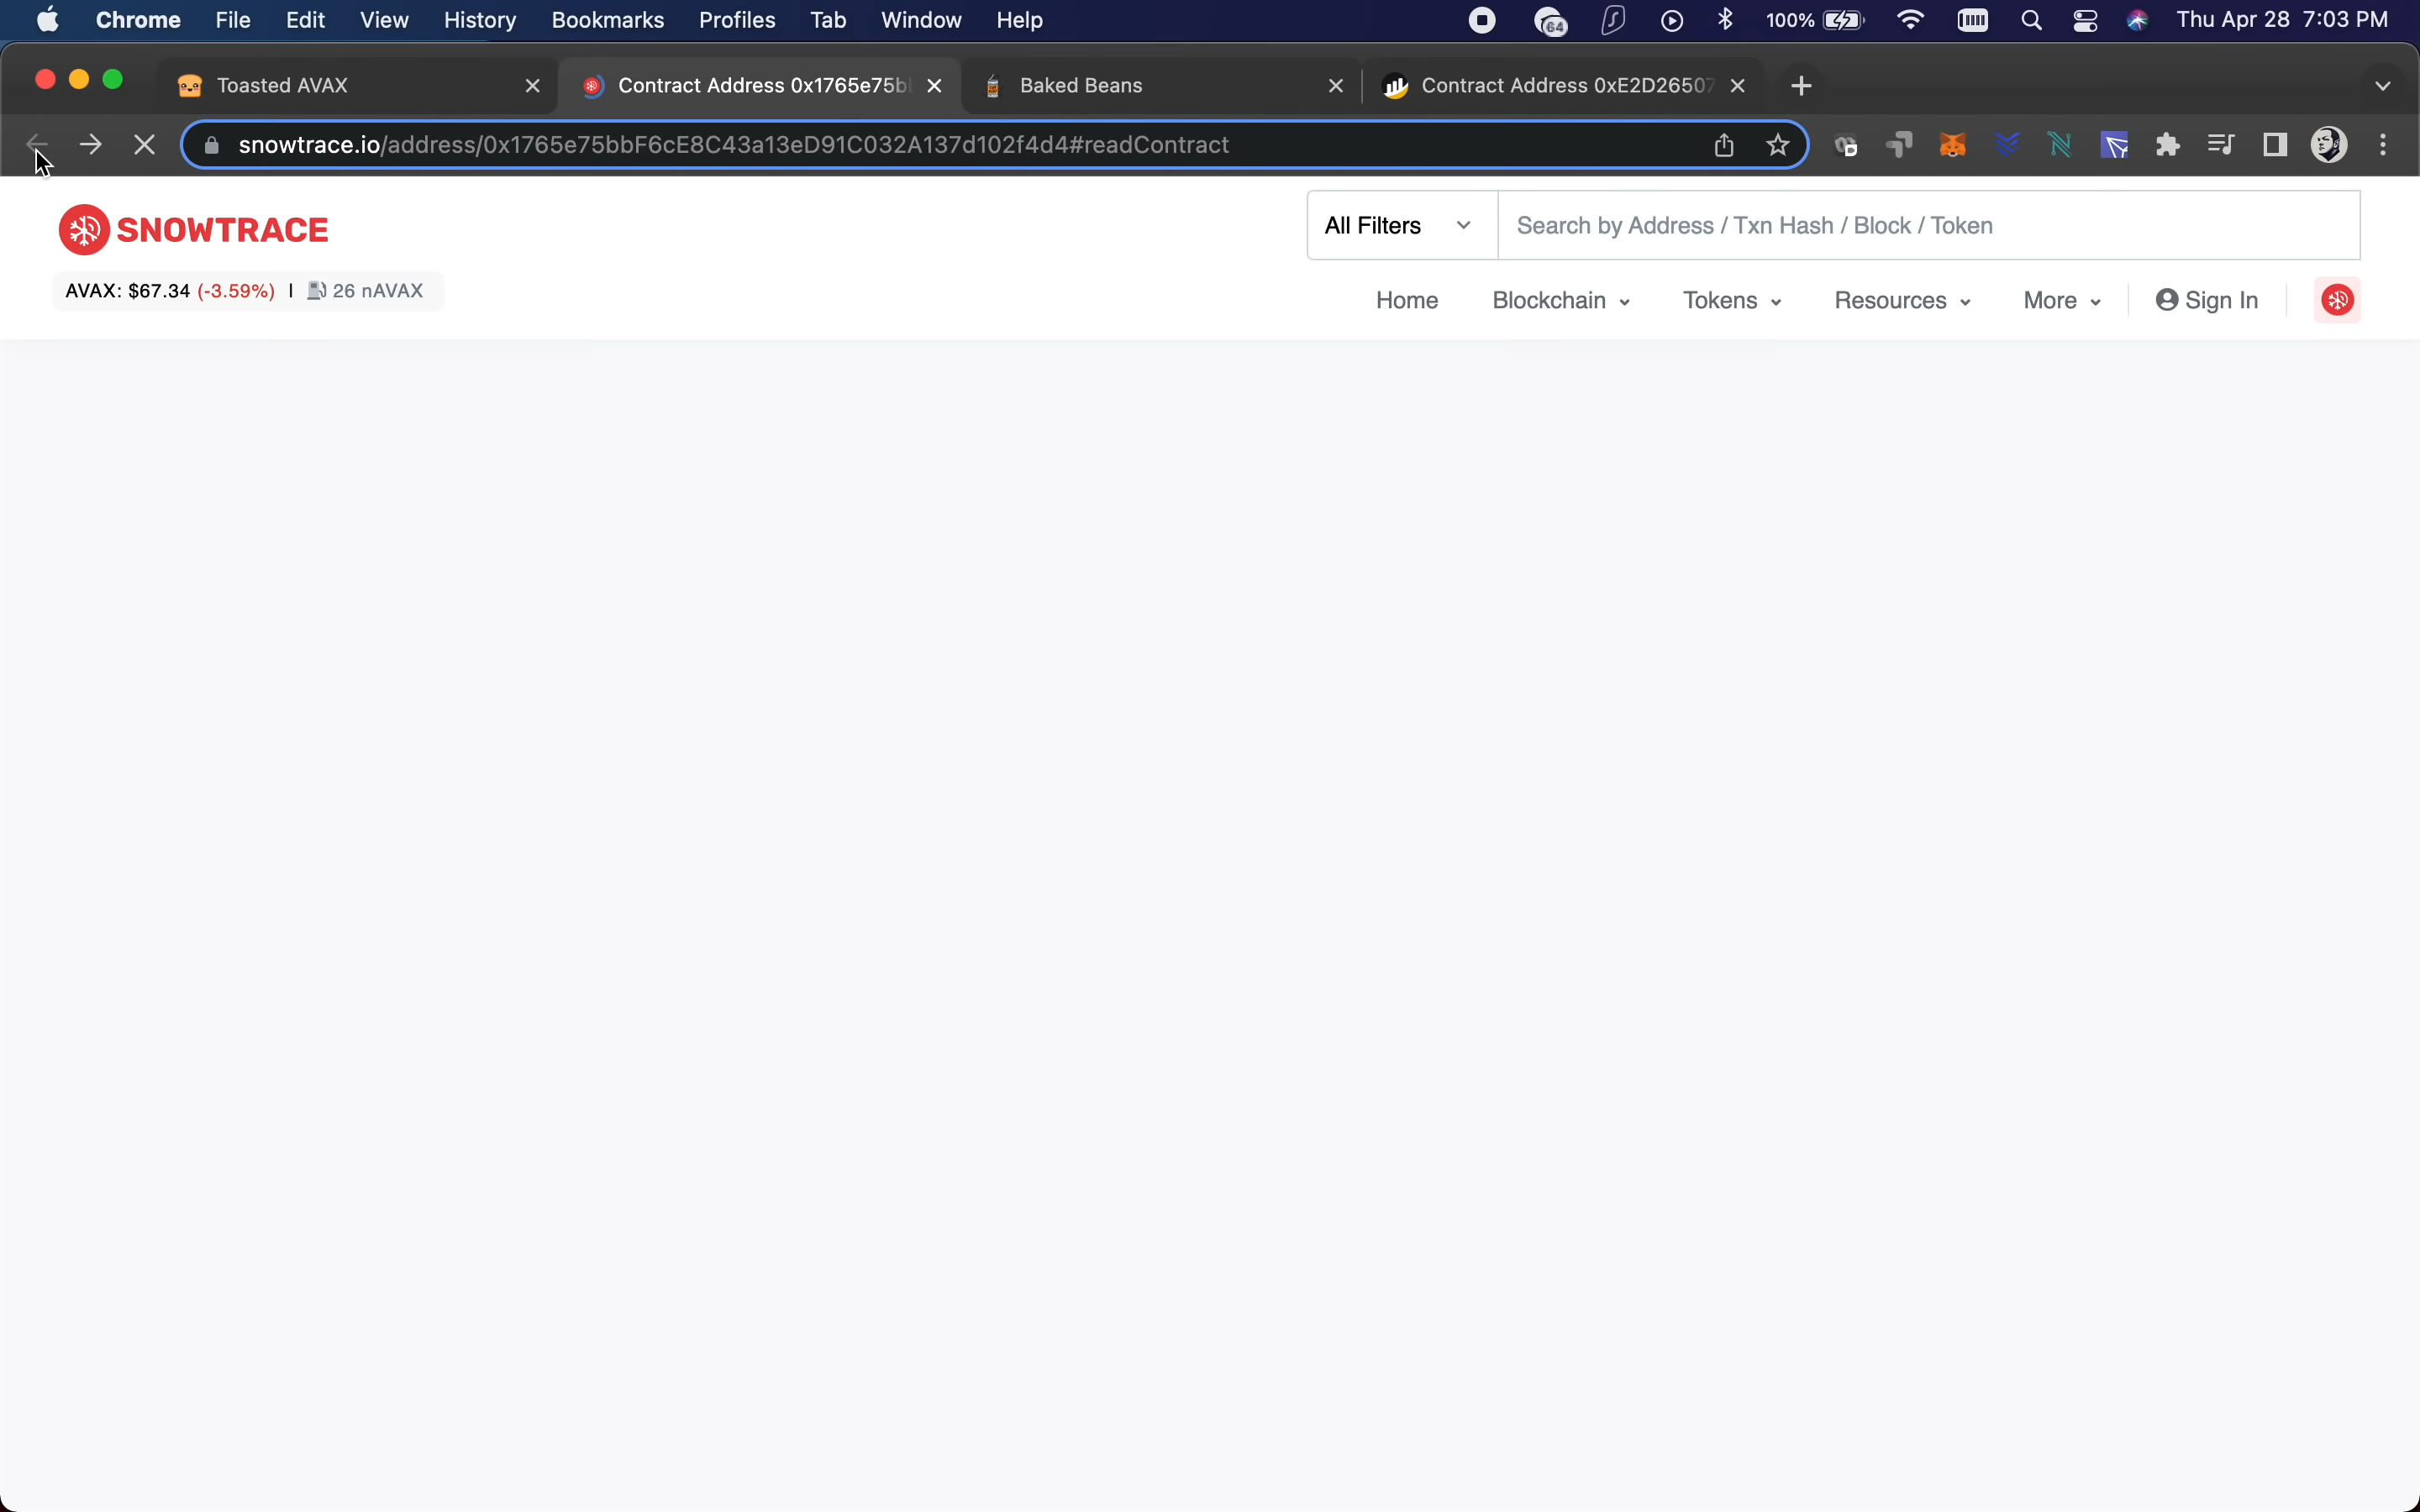 Chrome File Edit View History Bookmarks Profiles Tab Window Help 64 100% Thu Apr 28 7:03 PM
Toasted AVAX Contract Address 0x1765e75b Baked Beans Contract Address 0xE2D26507
snowtrace.io/address/0x1765e75bbF6cE8C43a13eD91C032A137d102f4d4#readContract
SNOWTRACE
All Filters Search by Address / Txn Hash / Block / Token
AVAX: $67.34 (-3.59%) | 26 nAVAX
Home Blockchain Tokens Resources More Sign In